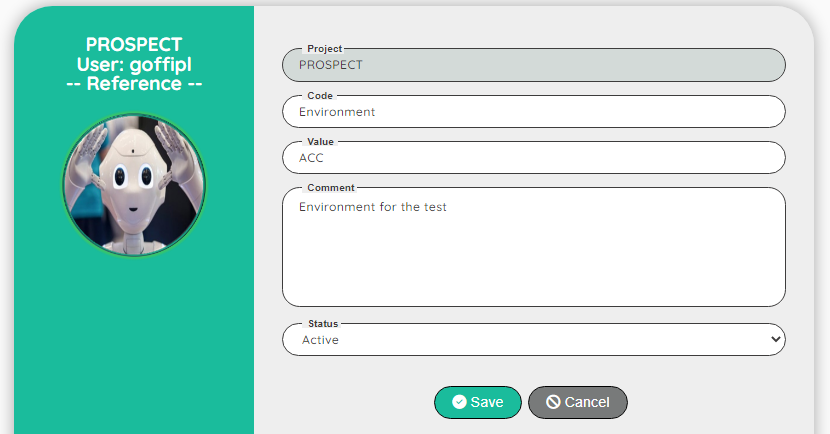 PROSPECT
User: goffipl
-- Reference --
Project
PROSPECT
Code
Environment
Value
ACC
Comment
Environment for the test
Status
Active
Save
Cancel